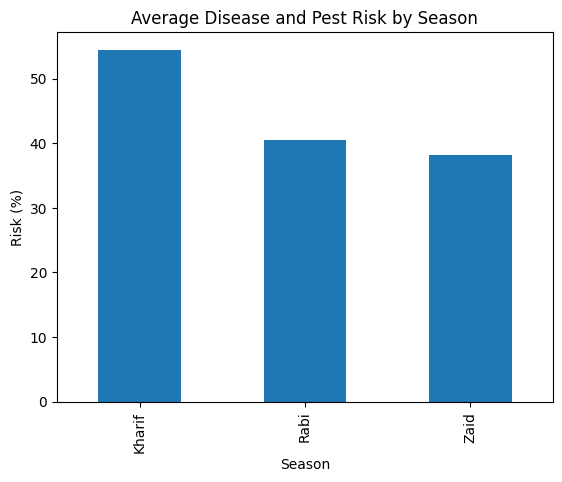 Average Disease and Pest Risk by Season
Risk (%)
50
40
30
20
10
0
Kharif
Rabi
Zaid
Season